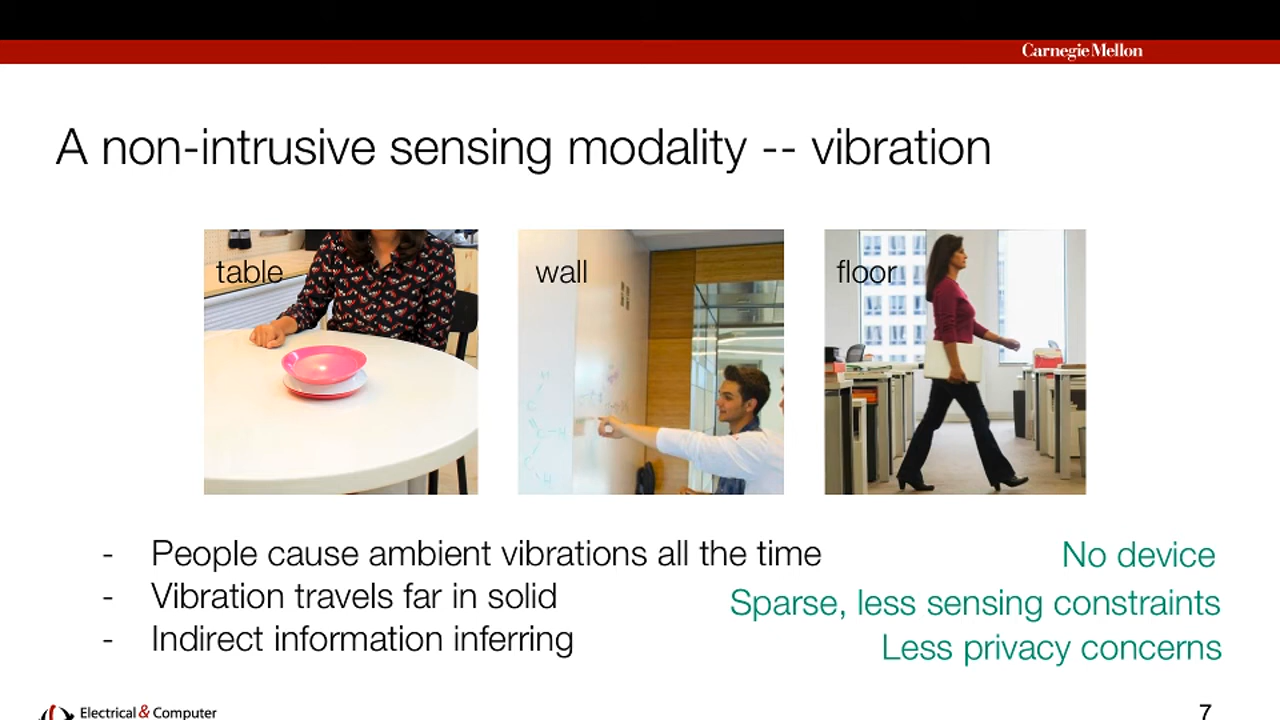 Carnegie Mellon
A non-intrusive sensing modality -- vibration
table
wall
floor
- People cause ambient vibrations all the time
No device
- Vibration travels far in solid
Sparse, less sensing constraints
- Indirect information inferring
Less privacy concerns
Electrical & Computer
7